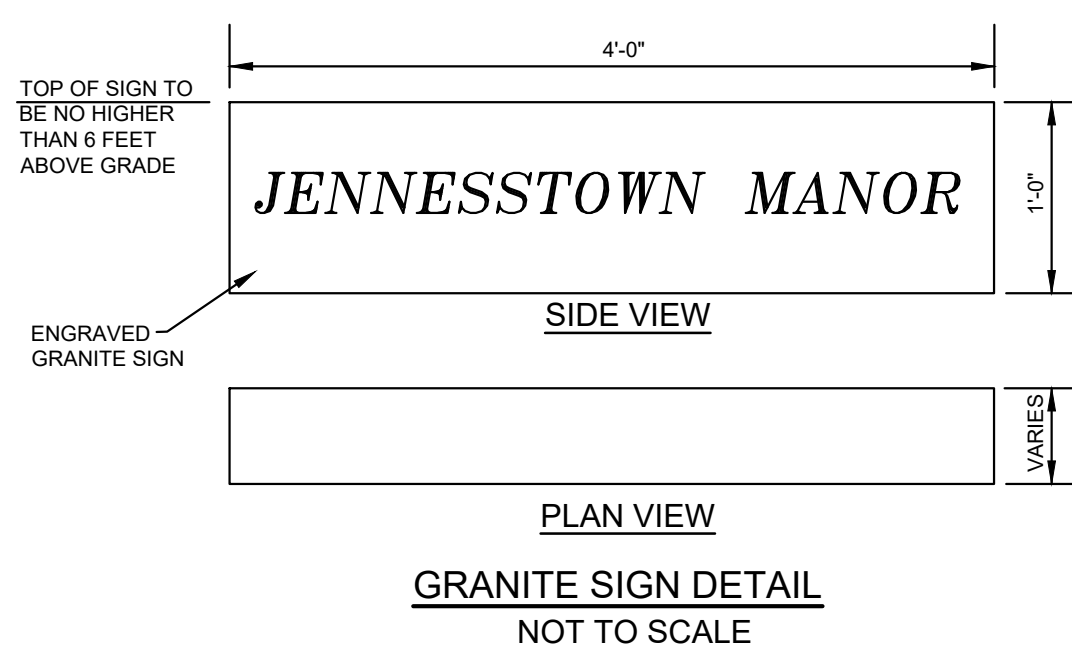 4'-0"
TOP OF SIGN TO
BE NO HIGHER
THAN 6 FEET
ABOVE GRADE
JENNESSTOWN MANOR
1'-0"
ENGRAVED
GRANITE SIGN
SIDE VIEW
VARIES
PLAN VIEW
GRANITE SIGN DETAIL
NOT TO SCALE